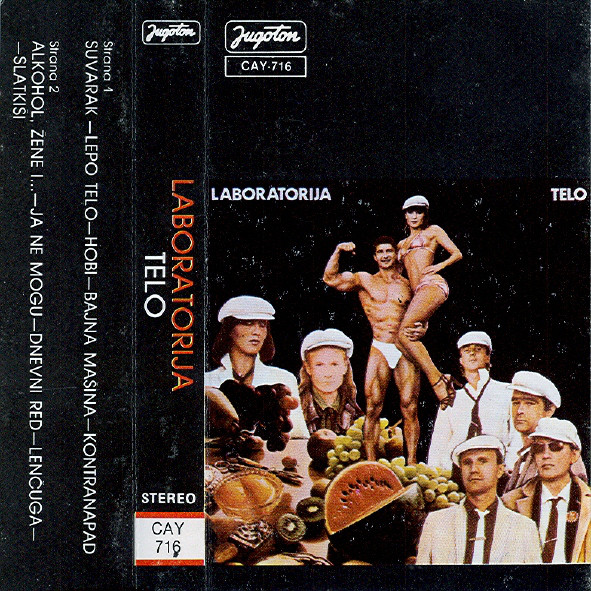 Strana 1
SUVARAK—LEPO TELO—HOBI—BAJNA MAŠINA—KONTRANAPAD
Strana 2
ALKOHOL, ŽENE I...—JA NE MOGU—DNEVNI RED—LENČUGA—
—SLATKISI
Jugoton
LABORATORIJA
TELO
STEREO
CAY
716
Jugoton
CAY-716
LABORATORIJA
TELO